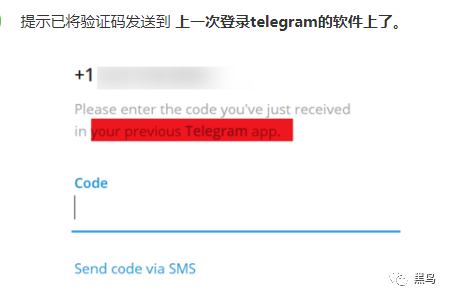 提示已将验证码发送到 上一次登录telegram的软件上了。
+1
Please enter the code you've just received
in your previous Telegram app.
Code
Send code via SMS
黑鸟